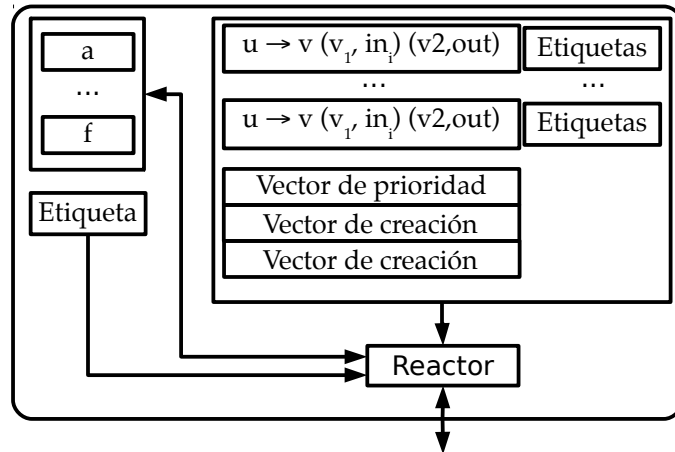 a
...
f
Etiqueta
u → v (v₁, inᵢ) (v2,out) Etiquetas
... ...
u → v (v₁, inᵢ) (v2,out) Etiquetas
Vector de prioridad
Vector de creación
Vector de creación
Reactor